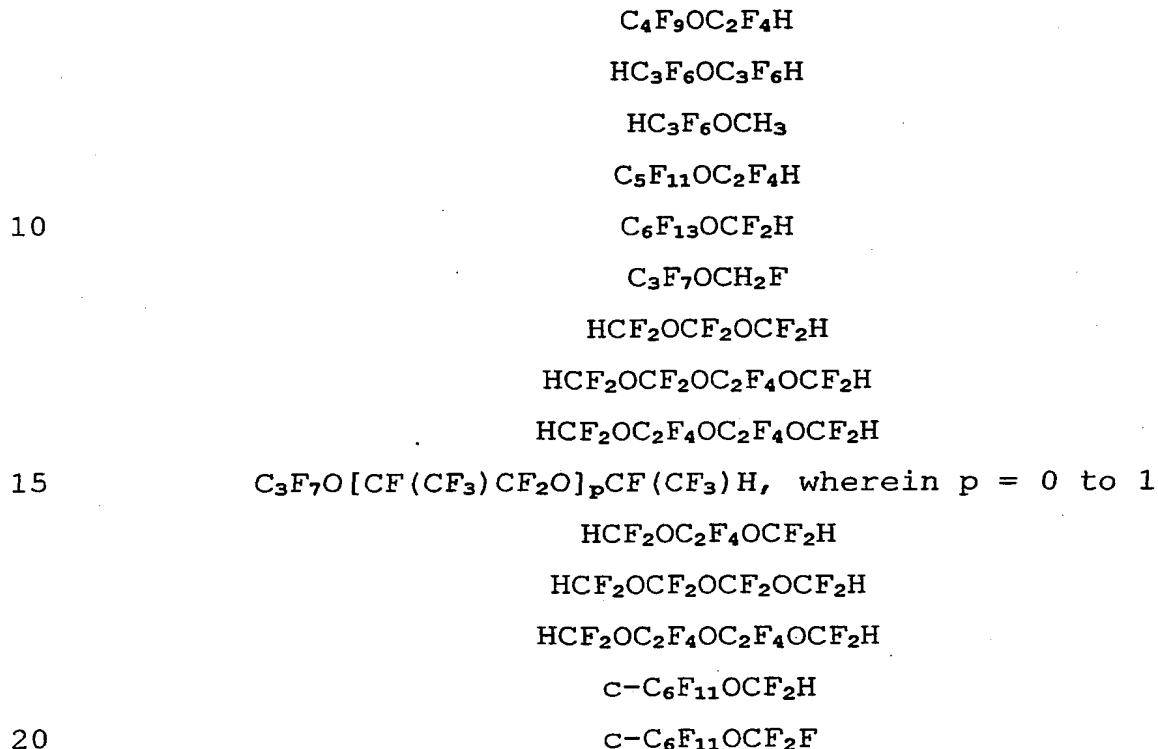 C₄F₉OC₂F₄H
HC₃F₆OC₃F₆H
HC₃F₆OCH₃
C₅F₁₁OC₂F₄H
10 C₆F₁₃OCF₂H
C₃F₇OCH₂F
HCF₂OCF₂OCF₂H
HCF₂OCF₂OC₂F₄OCF₂H
HCF₂OC₂F₄OC₂F₄OCF₂H
15 C₃F₇O[CF(CF₃)CF₂O]ₚCF(CF₃)H, wherein p = 0 to 1
HCF₂OC₂F₄OCF₂H
HCF₂OCF₂OCF₂OCF₂H
HCF₂OC₂F₄OC₂F₄OCF₂H
c-C₆F₁₁OCF₂H
20 c-C₆F₁₁OCF₂F